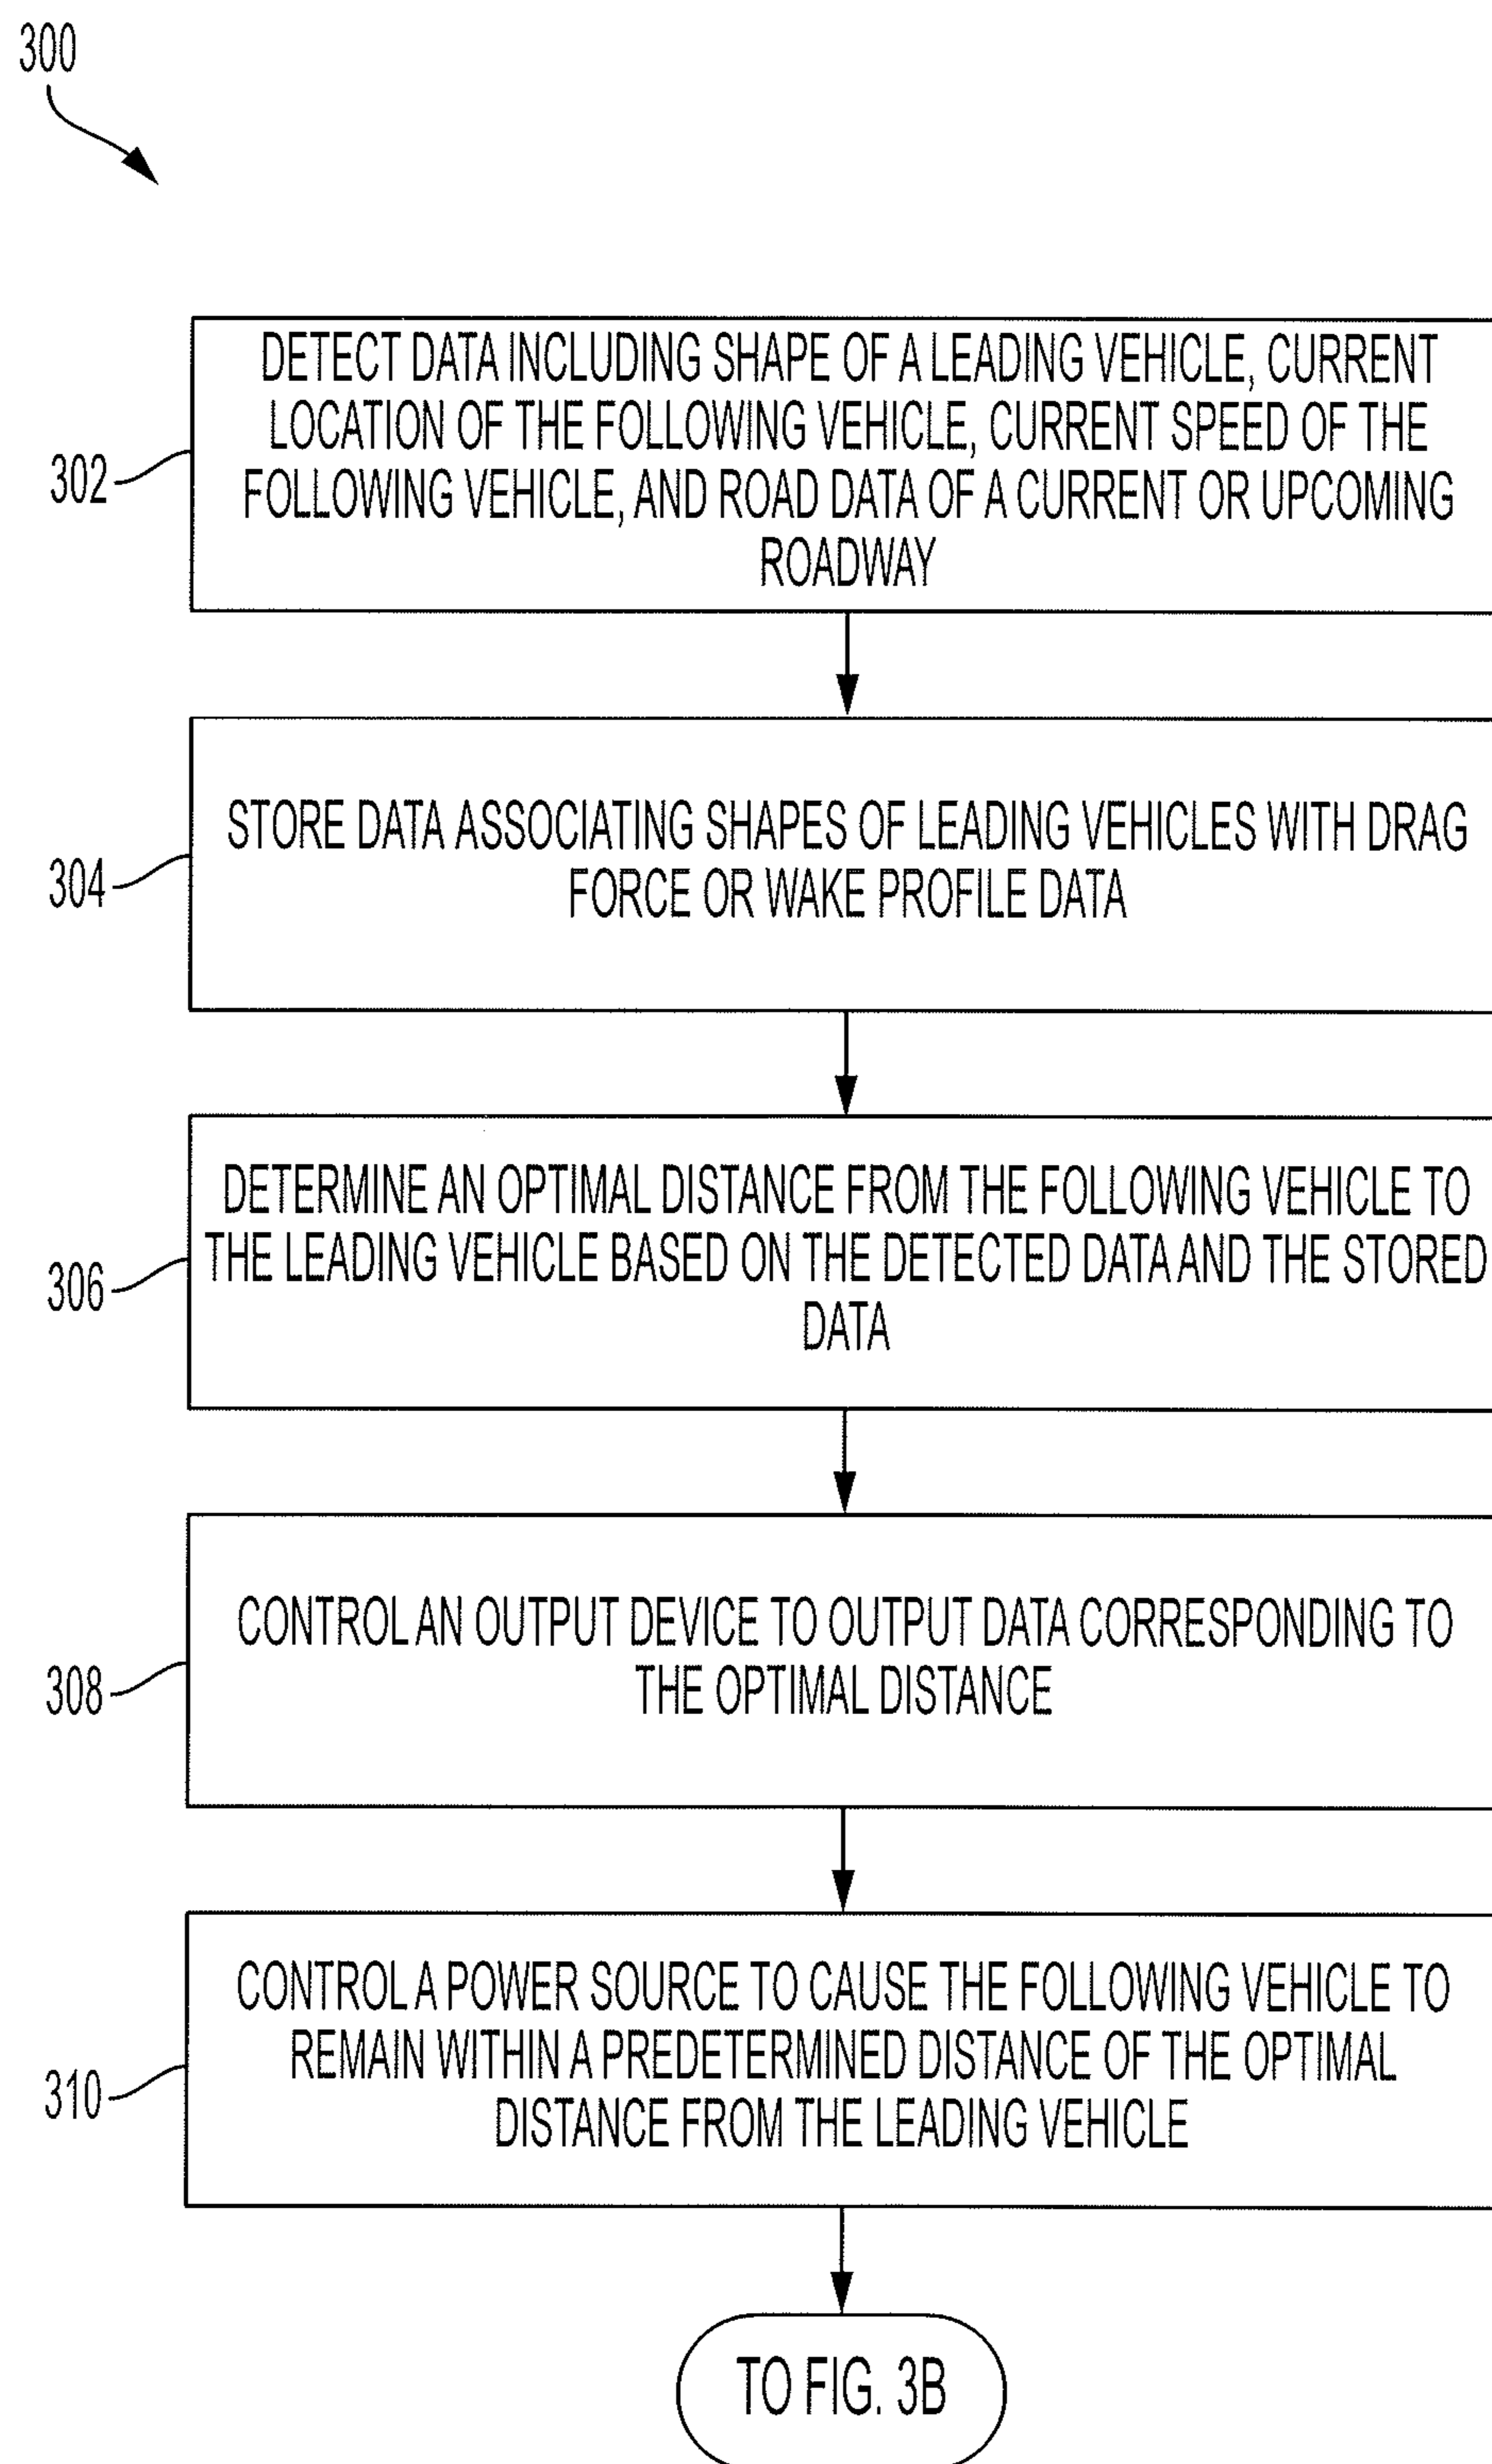 300
DETECT DATA INCLUDING SHAPE OF A LEADING VEHICLE, CURRENT
LOCATION OF THE FOLLOWING VEHICLE, CURRENT SPEED OF THE
FOLLOWING VEHICLE, AND ROAD DATA OF A CURRENT OR UPCOMING
ROADWAY
302
STORE DATA ASSOCIATING SHAPES OF LEADING VEHICLES WITH DRAG
FORCE OR WAKE PROFILE DATA
304
DETERMINE AN OPTIMAL DISTANCE FROM THE FOLLOWING VEHICLE TO
THE LEADING VEHICLE BASED ON THE DETECTED DATA AND THE STORED
DATA
306
CONTROL AN OUTPUT DEVICE TO OUTPUT DATA CORRESPONDING TO
THE OPTIMAL DISTANCE
308
CONTROL A POWER SOURCE TO CAUSE THE FOLLOWING VEHICLE TO
REMAIN WITHIN A PREDETERMINED DISTANCE OF THE OPTIMAL
DISTANCE FROM THE LEADING VEHICLE
310
TO FIG. 3B